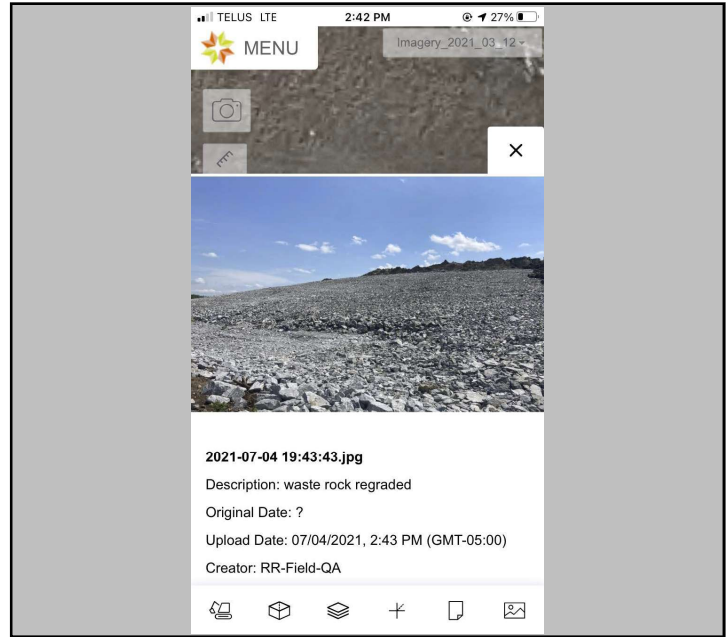 TELUS LTE 2:42 PM 27%
MENU Imagery_2021_03_12
2021-07-04 19:43:43.jpg
Description: waste rock regraded
Original Date: ?
Upload Date: 07/04/2021, 2:43 PM (GMT-05:00)
Creator: RR-Field-QA